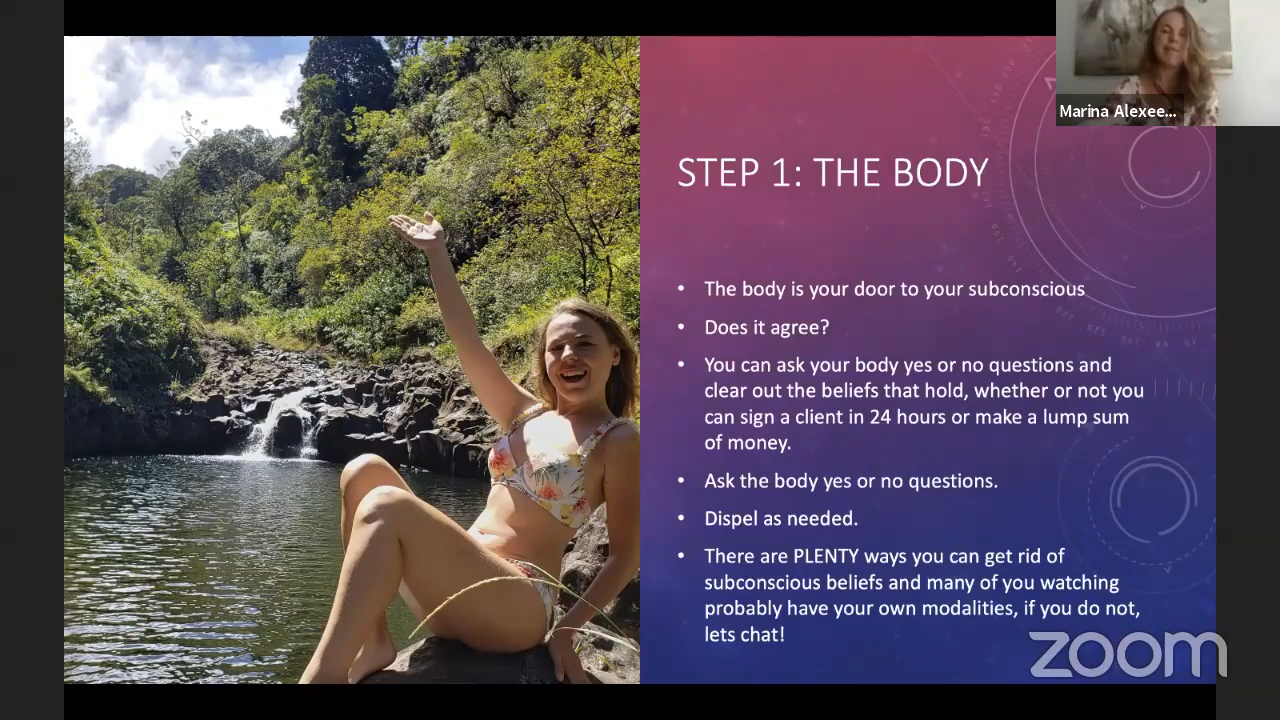 Marina Alexee...
STEP 1: THE BODY
• The body is your door to your subconscious
• Does it agree?
• You can ask your body yes or no questions and
clear out the beliefs that hold, whether or not you
can sign a client in 24 hours or make a lump sum
of money.
• Ask the body yes or no questions.
• Dispel as needed.
• There are PLENTY ways you can get rid of
subconscious beliefs and many of you watching
probably have your own modalities, if you do not,
lets chat!
zoom